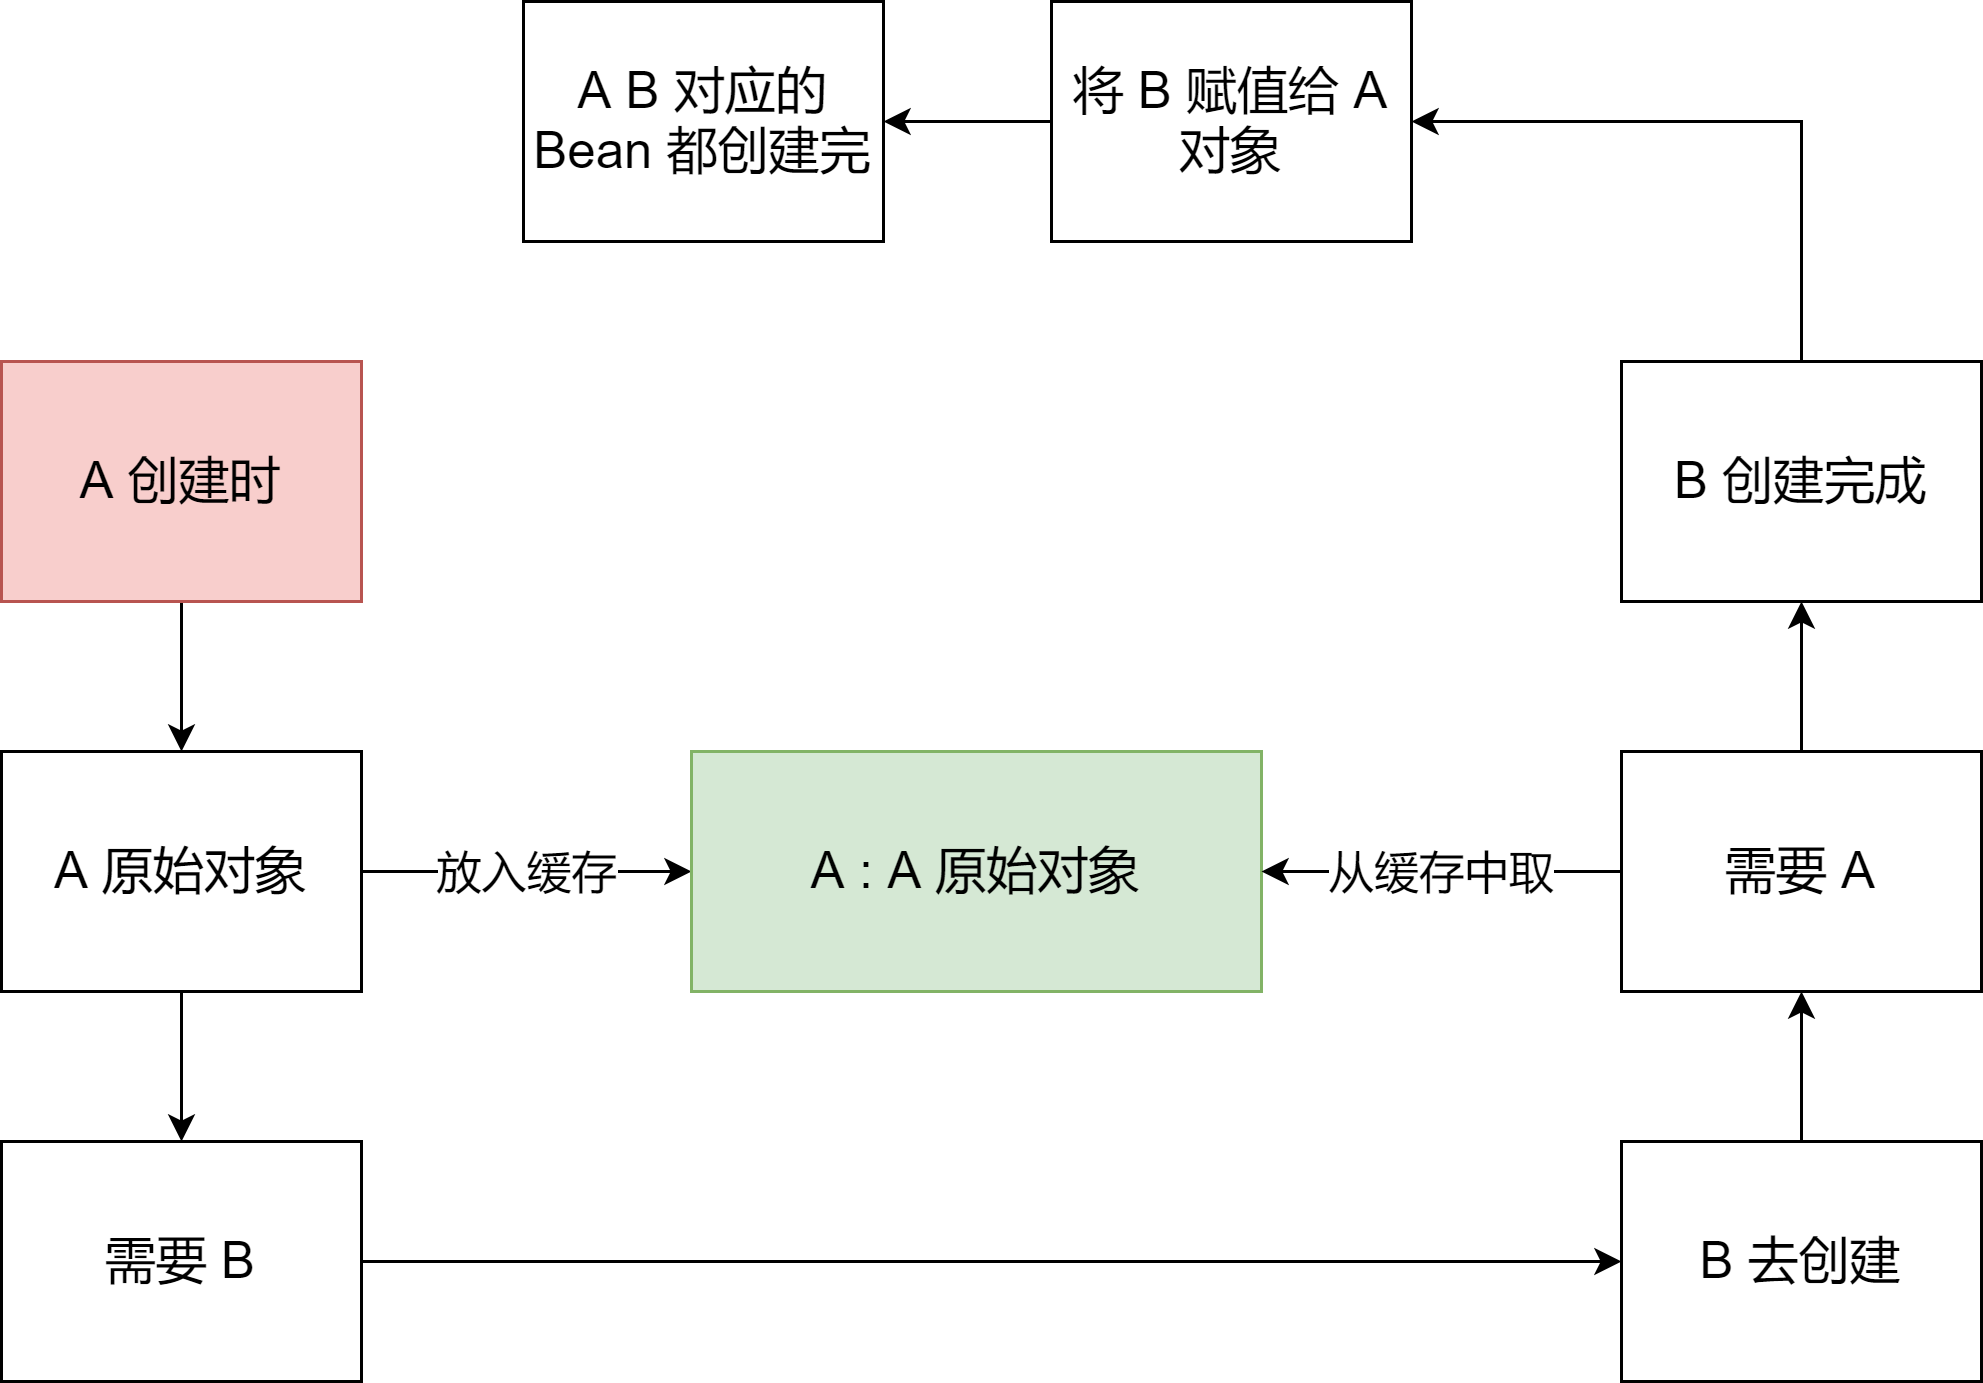 A B 对应的
Bean 都创建完
将 B 赋值给 A
对象
A 创建时
B 创建完成
A 原始对象
放入缓存
A : A 原始对象
从缓存中取
需要 A
需要 B
B 去创建